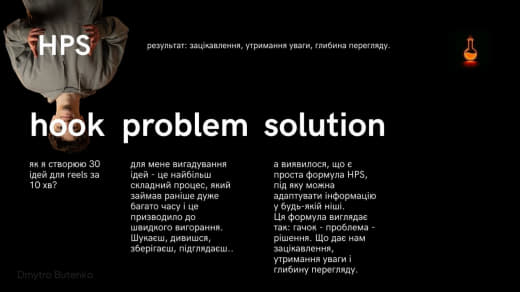 HPS
результат: зацікавлення, утримання уваги, глибина перегляду.
hook problem solution
як я створюю 30
ідей для reels за
10 хв?
для мене вигадування
ідей - це найбільш
складний процес, який
займав раніше дуже
багато часу і це
призводило до
швидкого вигорання.
Шукаєш, дивишся,
зберігаєш, підглядаєш..
а виявилося, що є
проста формула HPS,
під яку можна
адаптувати інформацію
у будь-якій ніші.
Ця формула виглядає
так: гачок - проблема -
рішення. Що дає нам
зацікавлення,
утримання уваги і
глибину перегляду.
Dmytro Butenko